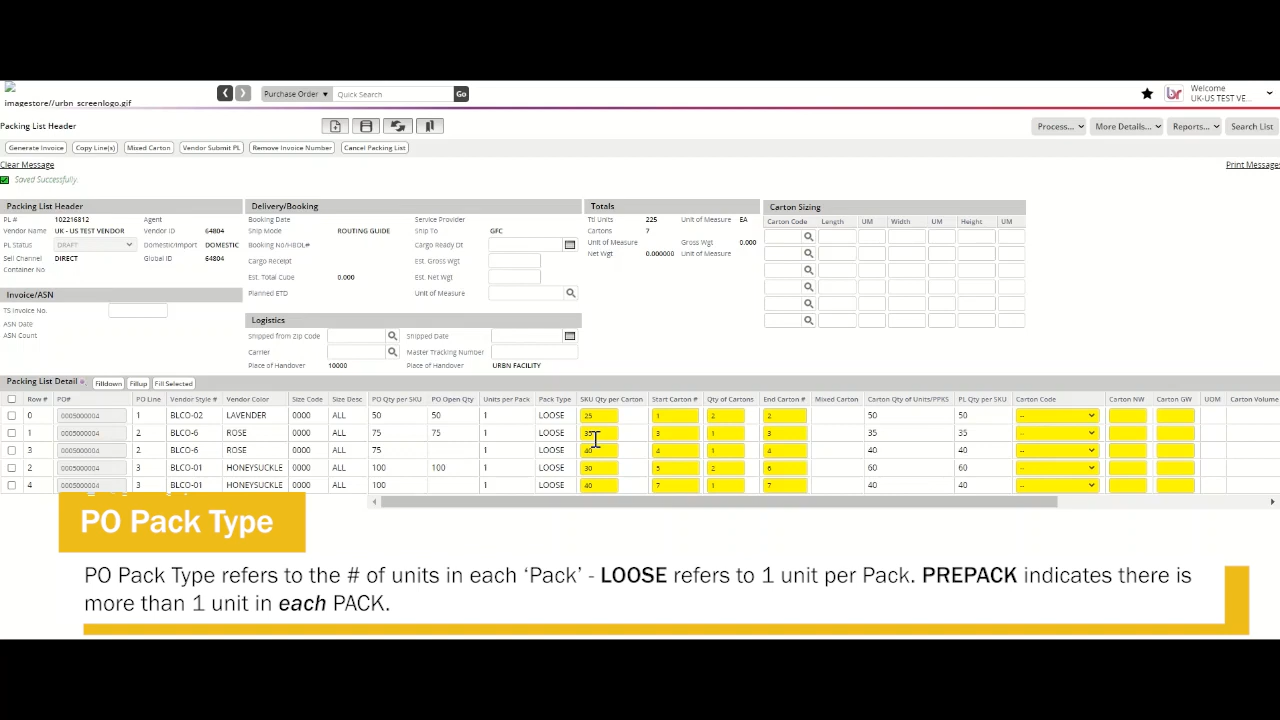 imagestore//urbn_screenlogo.gif
Purchase Order Quick Search Go
Welcome
UK-US TEST VE...
Packing List Header
Process... More Details... Reports... Search List
Generate Invoice Copy Line(s) Mixed Carton Vendor Submit PL Remove Invoice Number Cancel Packing List
Clear Message Print Messages
Saved Successfully.
Packing List Header
PL # 102216812 Agent
Vendor Name UK - US TEST VENDOR Vendor ID 64804
PL Status DRAFT Domestic/Import DOMESTIC
Sell Channel DIRECT Global ID 64804
Container No
Invoice/ASN
TS Invoice No.
ASN Date
ASN Count
Delivery/Booking
Booking Date Service Provider
Ship Mode ROUTING GUIDE Ship To GFC
Booking No/HBOL# Cargo Ready Dt
Cargo Receipt Est. Gross Wgt
Est. Total Cube 0.000 Est. Net Wgt
Planned ETD Unit of Measure
Logistics
Shipped from Zip Code Shipped Date
Carrier Master Tracking Number
Place of Handover 10000 Place of Handover URBN FACILITY
Totals
Ttl Units 225 Unit of Measure EA
Cartons 7
Unit of Measure Gross Wgt 0.000
Net Wgt 0.000000 Unit of Measure
Carton Sizing
Carton Code Length UM Width UM Height UM
Packing List Detail Filldown Fillup Fill Selected
Row # PO# PO Line Vendor Style # Vendor Color Size Code Size Desc PO Qty per SKU PO Open Qty Units per Pack Pack Type SKU Qty per Carton Start Carton # Qty of Cartons End Carton # Mixed Carton Carton Qty of Units/PPKS PL Qty per SKU Carton Code Carton NW Carton GW UOM Carton Volume
0 0005000004 1 BLCO-02 LAVENDER 0000 ALL 50 50 1 LOOSE 25 1 2 2 50 50 --
1 0005000004 2 BLCO-6 ROSE 0000 ALL 75 75 1 LOOSE 35 3 1 3 35 35 --
3 0005000004 2 BLCO-6 ROSE 0000 ALL 75 1 LOOSE 40 4 1 4 40 40 --
2 0005000004 3 BLCO-01 HONEYSUCKLE 0000 ALL 100 100 1 LOOSE 30 5 2 6 60 60 --
4 0005000004 3 BLCO-01 HONEYSUCKLE 0000 ALL 100 1 LOOSE 40 7 1 7 40 40 --
PO Pack Type
PO Pack Type refers to the # of units in each ‘Pack’ - LOOSE refers to 1 unit per Pack. PREPACK indicates there is
more than 1 unit in each PACK.